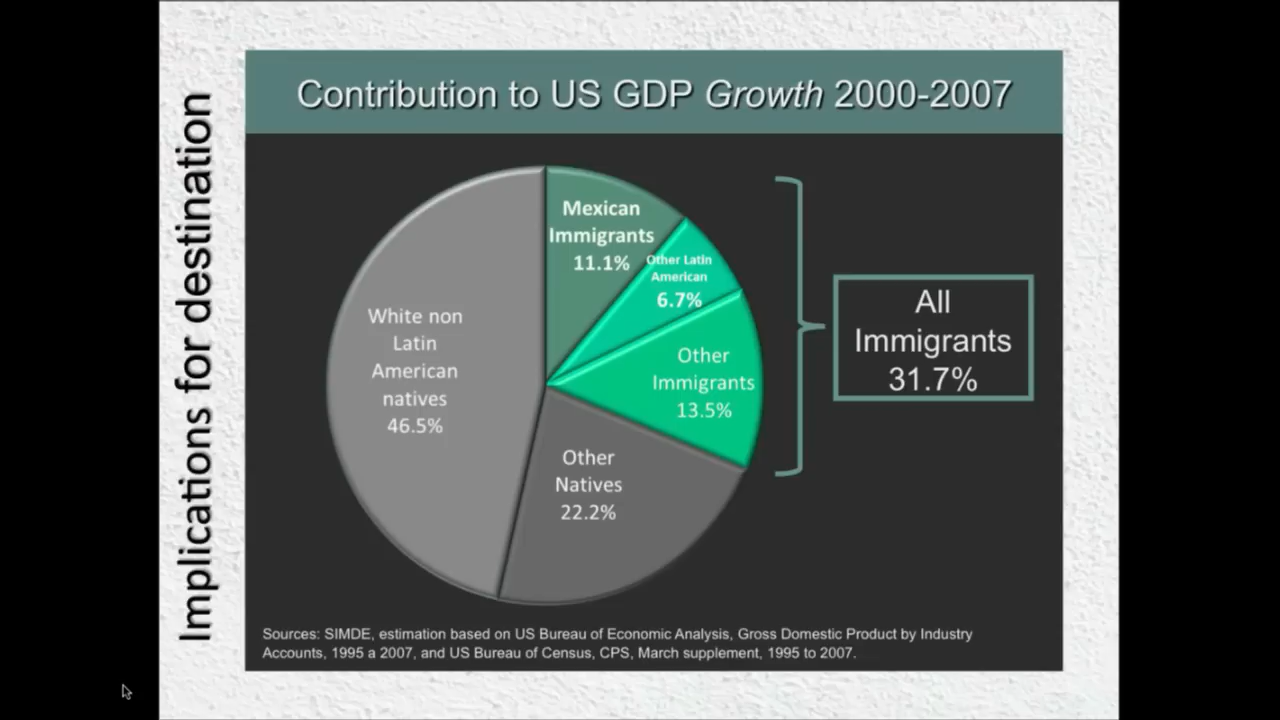 Implications for destination
Contribution to US GDP Growth 2000-2007
Mexican
Immigrants
11.1%
Other Latin
American
6.7%
Other
Immigrants
13.5%
Other
Natives
22.2%
White non
Latin
American
natives
46.5%
All
Immigrants
31.7%
Sources: SIMDE, estimation based on US Bureau of Economic Analysis, Gross Domestic Product by Industry
Accounts, 1995 a 2007, and US Bureau of Census, CPS, March supplement, 1995 to 2007.